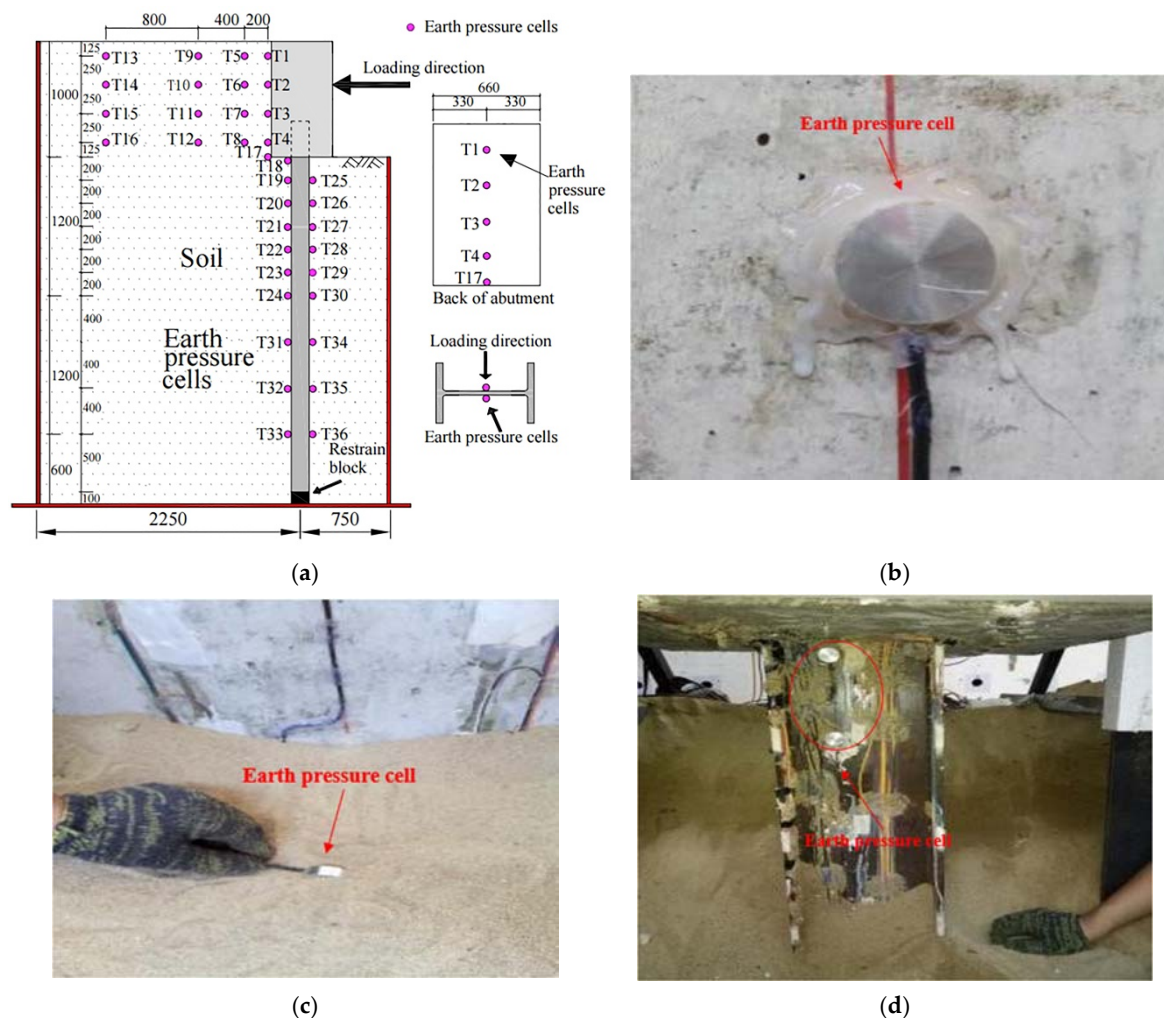 800
400
200
Earth pressure cells
125
250
250
250
125
1000
T13
T9
T5
T1
T14
T10
T6
T2
T15
T11
T7
T3
T16
T12
T8
T4
T17
T18
Loading direction
660
330
330
T1
T2
T3
T4
T17
Earth
pressure
cells
Back of abutment
200
200
200
200
200
200
1200
T19
T25
T20
T26
T21
T27
T22
T28
T23
T29
T24
T30
Soil
Earth
pressure
cells
400
400
400
1200
T31
T34
T32
T35
T33
T36
Loading direction
Earth pressure cells
Restrain
block
600
500
100
2250
750
(a)
Earth pressure cell
(b)
Earth pressure cell
(c)
Earth pressure cell
(d)